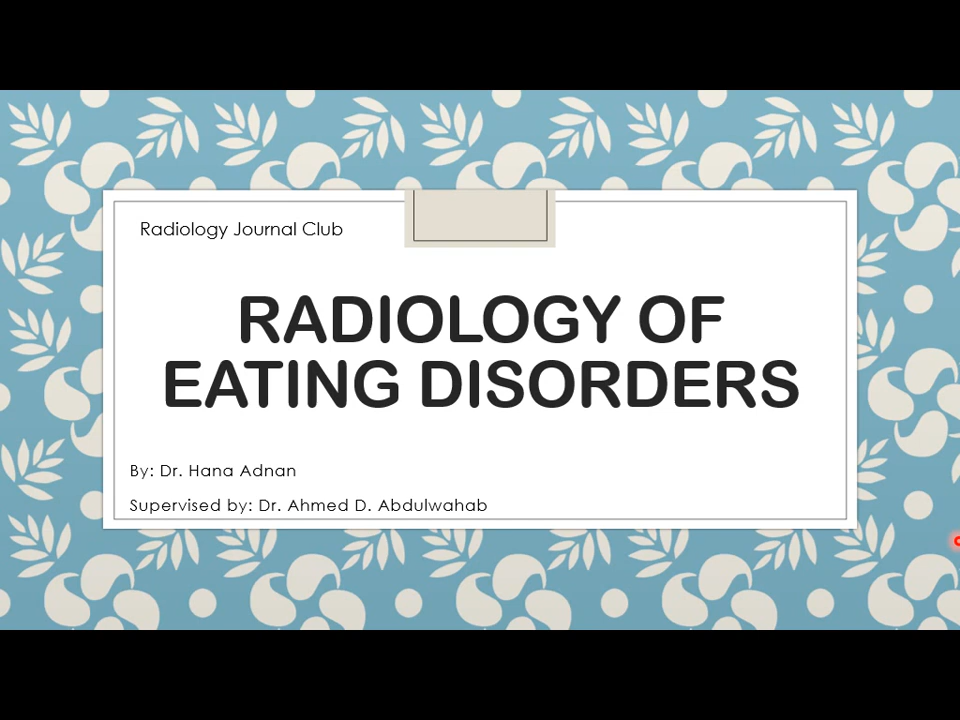 Radiology Journal Club
RADIOLOGY OF
EATING DISORDERS
By: Dr. Hana Adnan
Supervised by: Dr. Ahmed D. Abdulwahab